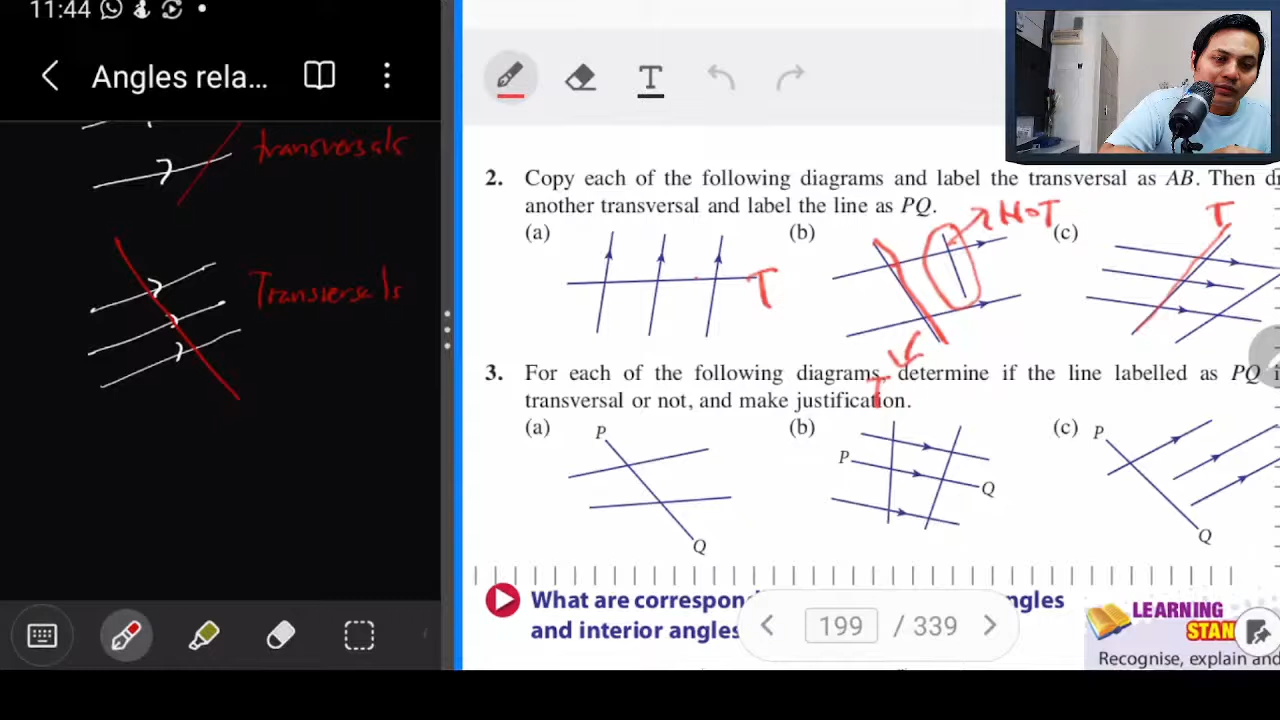 11:44
Angles rela...
transversals
Transversals
2. Copy each of the following diagrams and label the transversal as AB. Then
another transversal and label the line as PQ.
(a)
(b)
(c)
T
NOT
T
T
3. For each of the following diagrams, determine if the line labelled as PQ
transversal or not, and make justification.
(a)
(b)
(c)
P
Q
P
Q
P
Q
What are
and interior angles
199 / 339
LEARNING
STAN
Recognise, explain and